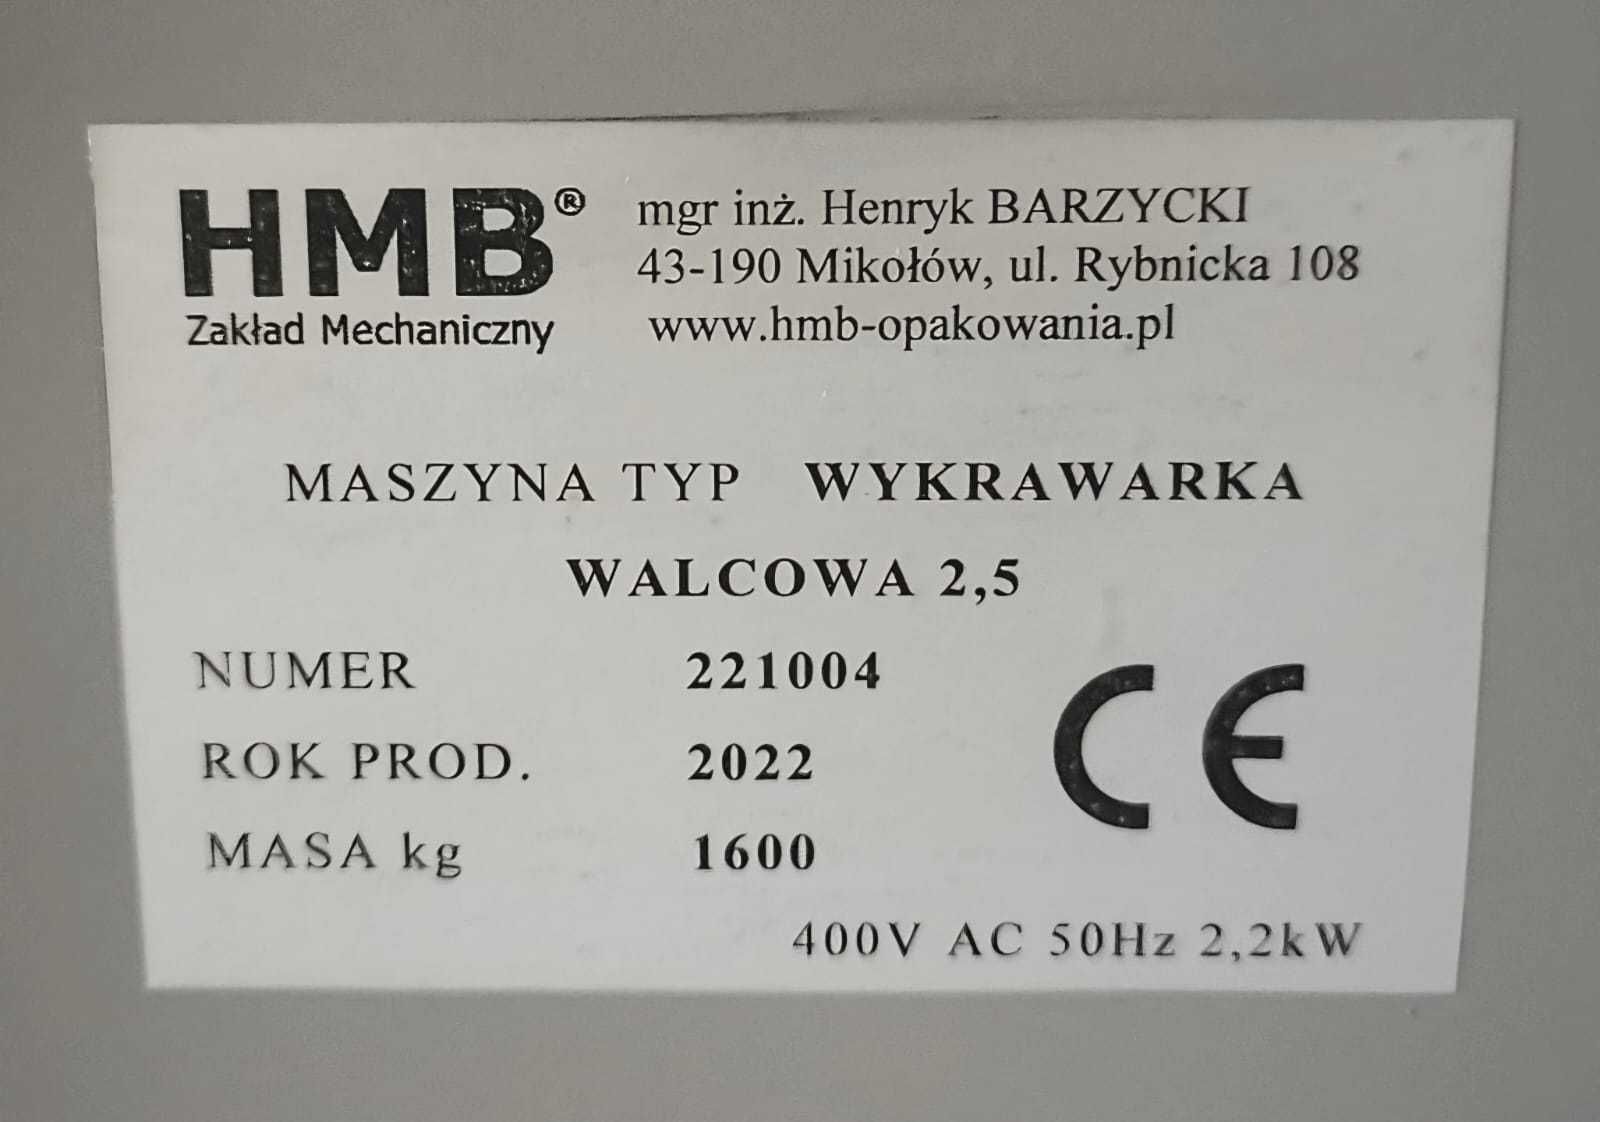 HMB®
Zakład Mechaniczny
mgr inż. Henryk BARZYCKI
43-190 Mikołów, ul. Rybnicka 108
www.hmb-opakowania.pl
MASZYNA TYP WYKRAWARKA
WALCOWA 2,5
NUMER 221004
ROK PROD. 2022
MASA kg 1600
CE
400V AC 50Hz 2,2kW